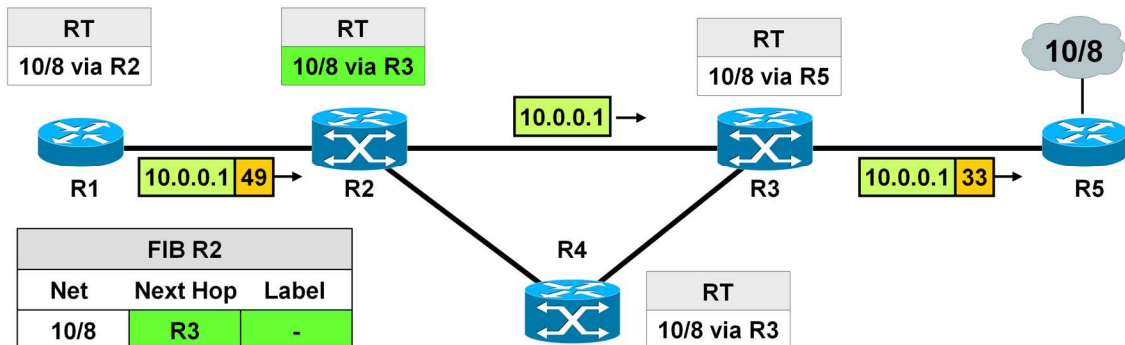 RT
10/8 via R2
RT
10/8 via R3
RT
10/8 via R5
10/8
10.0.0.1
R1
10.0.0.1 49
R2
R3
10.0.0.1 33
R5
FIB R2
Net Next Hop Label
10/8 R3 -
R4
RT
10/8 via R3